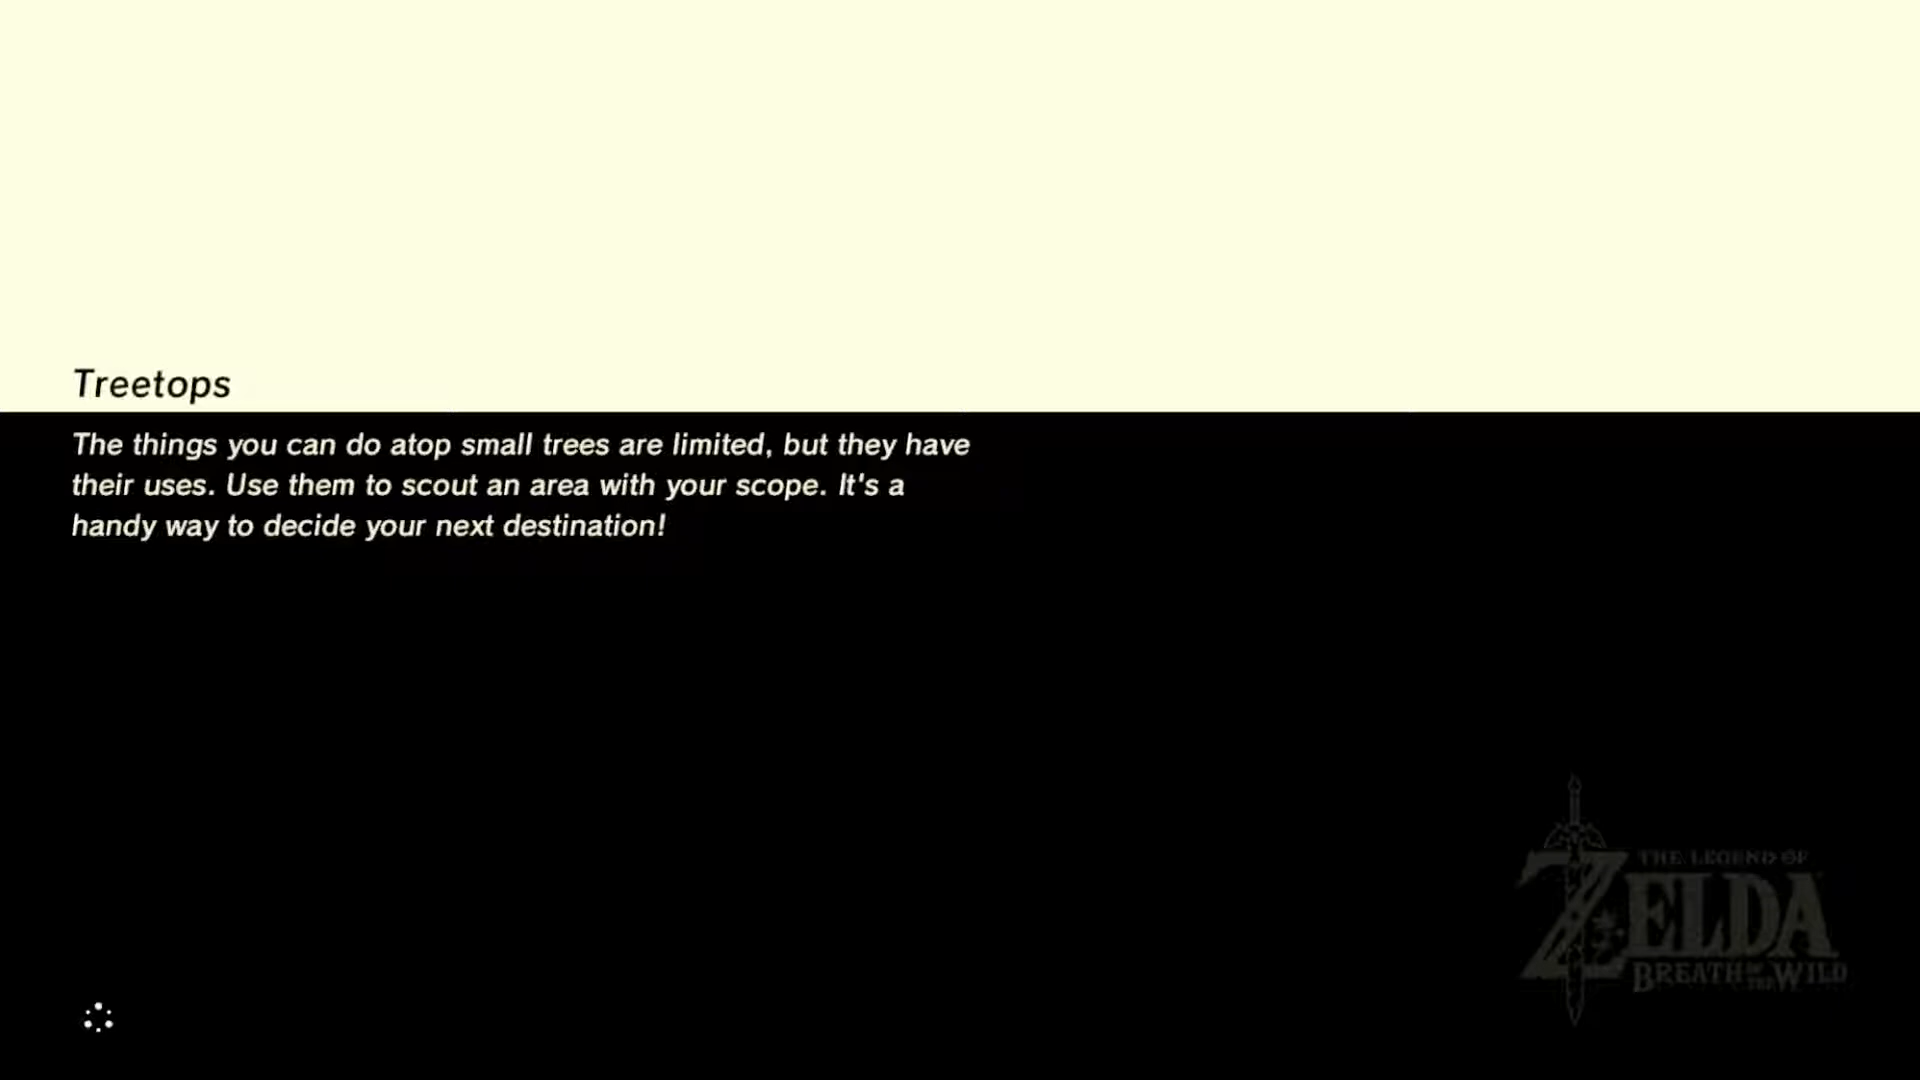 Treetops
The things you can do atop small trees are limited, but they have
their uses. Use them to scout an area with your scope. It's a
handy way to decide your next destination!
THE LEGEND OF
ZELDA
BREATH OF THE WILD